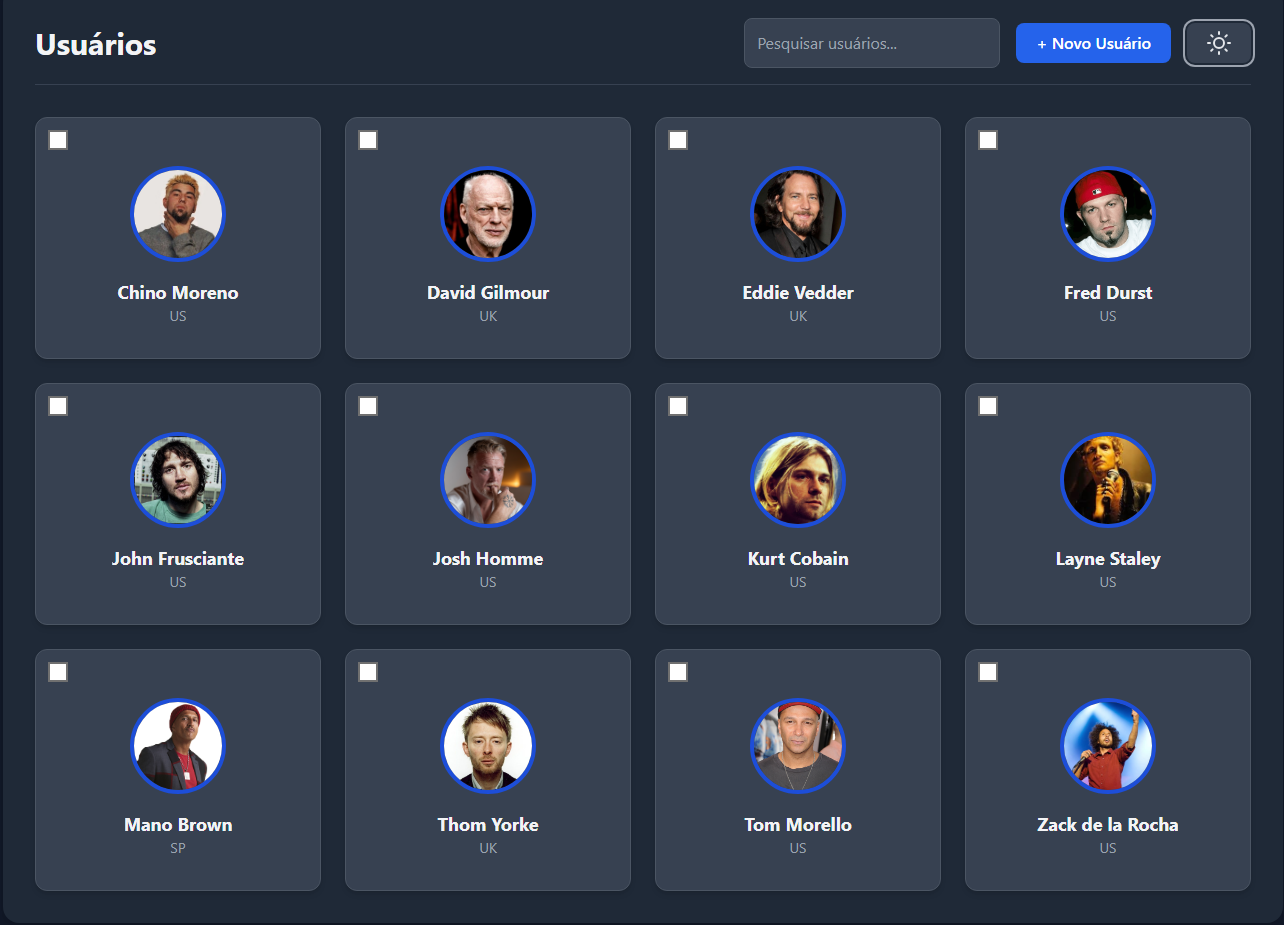 Usuários
Pesquisar usuários...
+ Novo Usuário
Chino Moreno
US
David Gilmour
UK
Eddie Vedder
UK
Fred Durst
US
John Frusciante
US
Josh Homme
US
Kurt Cobain
US
Layne Staley
US
Mano Brown
SP
Thom Yorke
UK
Tom Morello
US
Zack de la Rocha
US